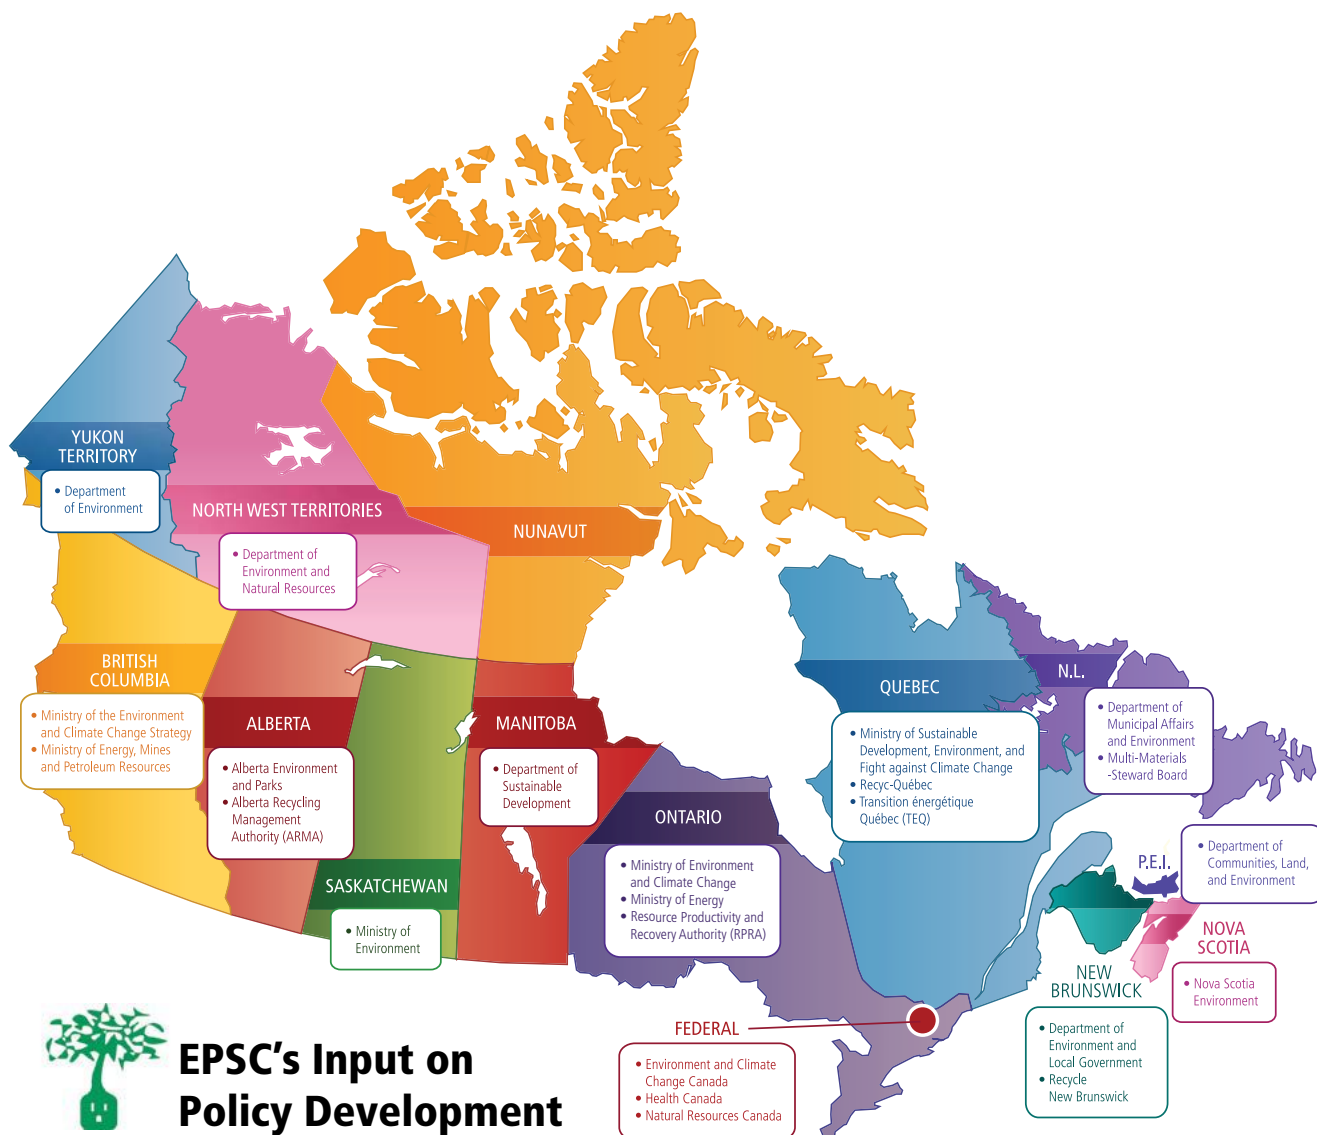 YUKON
TERRITORY
• Department
of Environment
NORTH WEST TERRITORIES
• Department of
Environment and
Natural Resources
NUNAVUT
BRITISH
COLUMBIA
• Ministry of the Environment
and Climate Change Strategy
• Ministry of Energy, Mines
and Petroleum Resources
ALBERTA
• Alberta Environment
and Parks
• Alberta Recycling
Management
Authority (ARMA)
SASKATCHEWAN
• Ministry of
Environment
MANITOBA
• Department of
Sustainable
Development
ONTARIO
• Ministry of Environment
and Climate Change
• Ministry of Energy
• Resource Productivity and
Recovery Authority (RPRA)
QUEBEC
• Ministry of Sustainable
Development, Environment, and
Fight against Climate Change
• Recyc-Québec
• Transition énergétique
Québec (TEQ)
N.L.
• Department of
Municipal Affairs
and Environment
• Multi-Materials
-Steward Board
P.E.I.
• Department of
Communities, Land,
and Environment
NOVA
SCOTIA
• Nova Scotia
Environment
NEW
BRUNSWICK
• Department of
Environment and
Local Government
• Recycle
New Brunswick
FEDERAL
• Environment and Climate
Change Canada
• Health Canada
• Natural Resources Canada
EPSC’s Input on
Policy Development